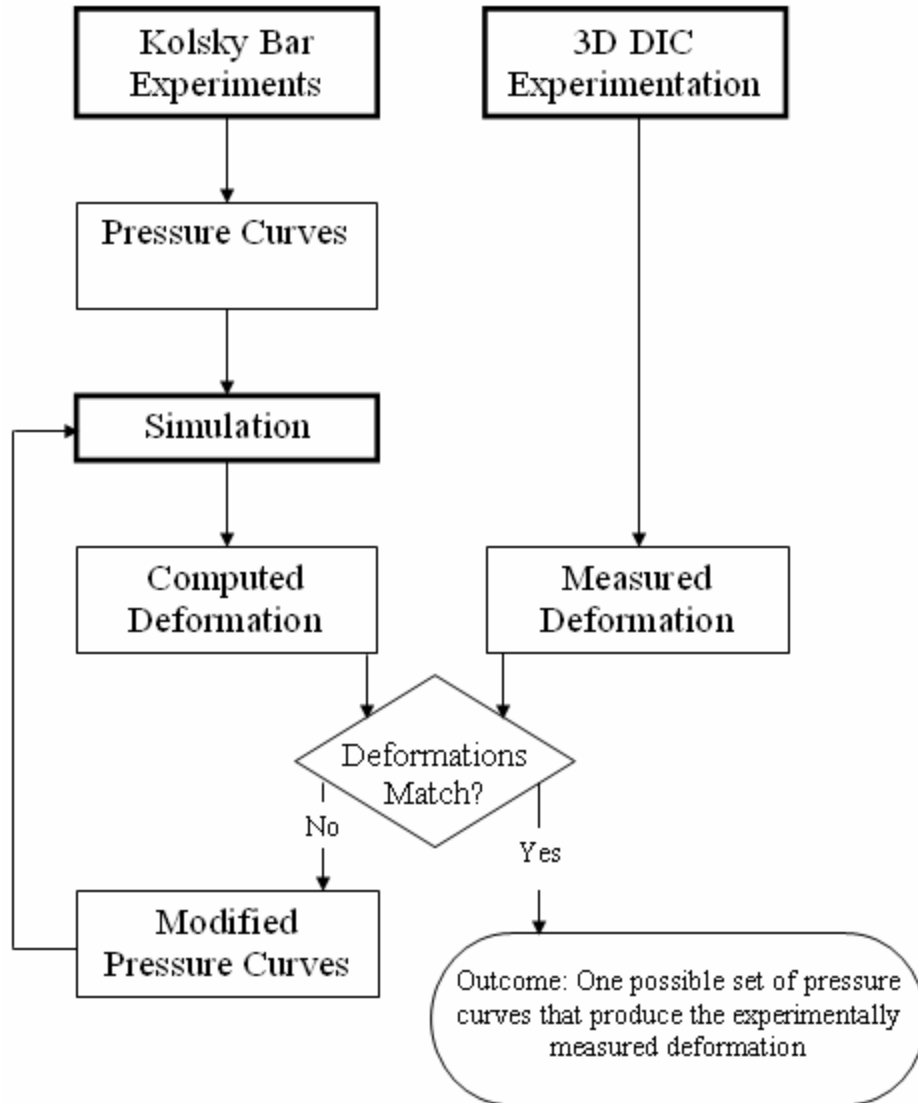 Kolsky Bar
Experiments
3D DIC
Experimentation
Pressure Curves
Simulation
Computed
Deformation
Measured
Deformation
Deformations
Match?
No
Yes
Modified
Pressure Curves
Outcome: One possible set of pressure
curves that produce the experimentally
measured deformation